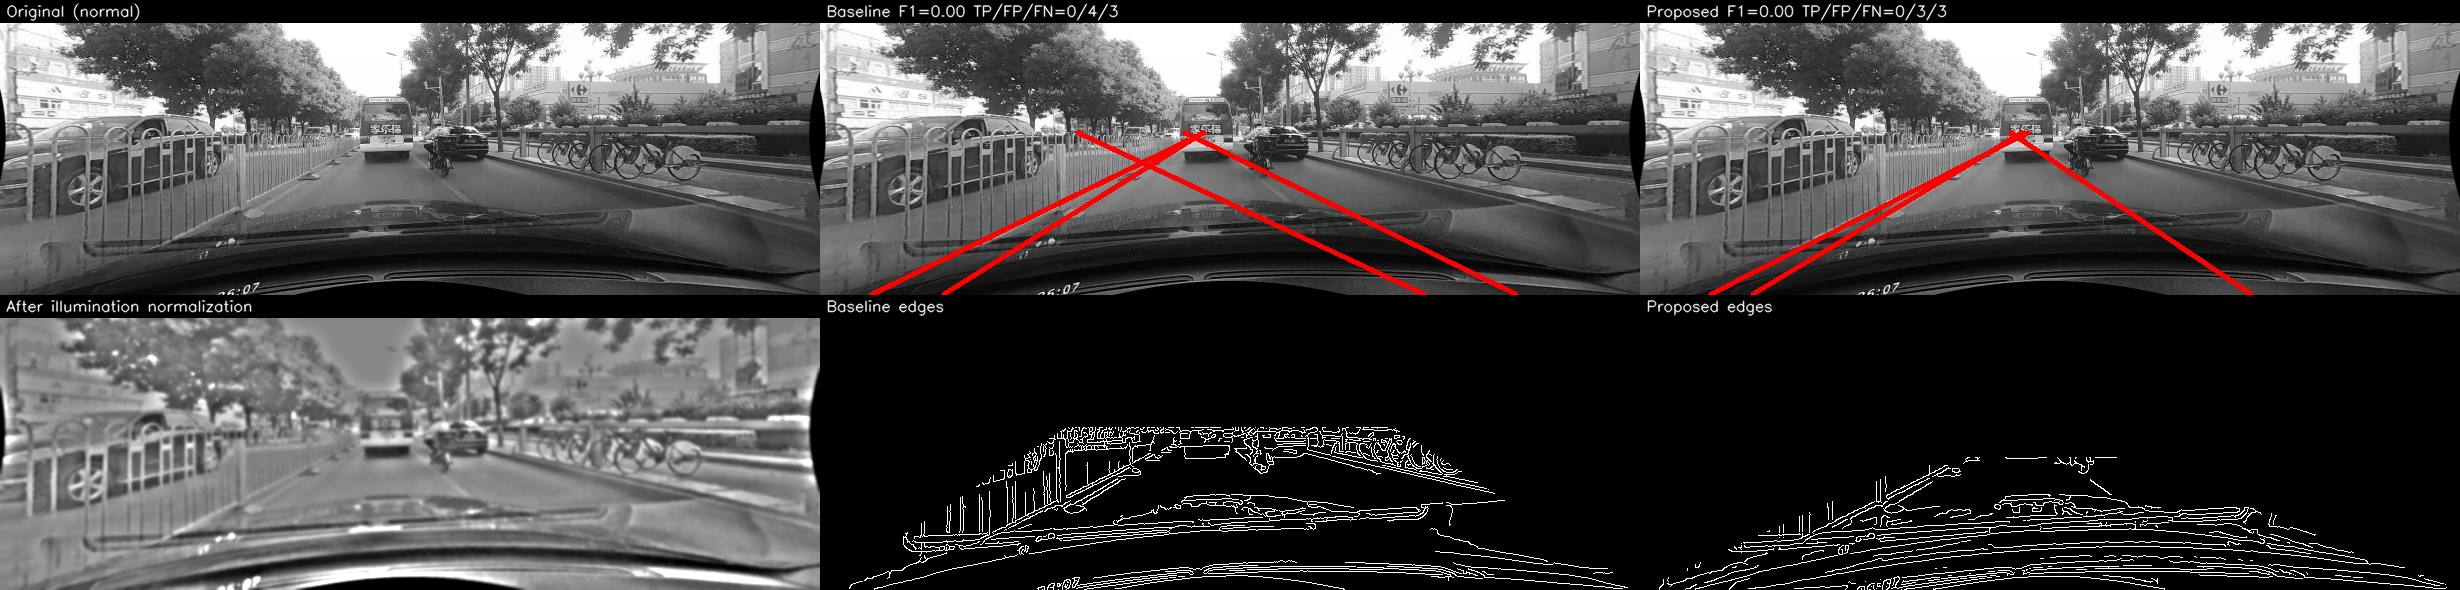 Original (normal)
Baseline F1=0.00 TP/FP/FN=0/4/3
Proposed F1=0.00 TP/FP/FN=0/3/3
After illumination normalization
Baseline edges
Proposed edges